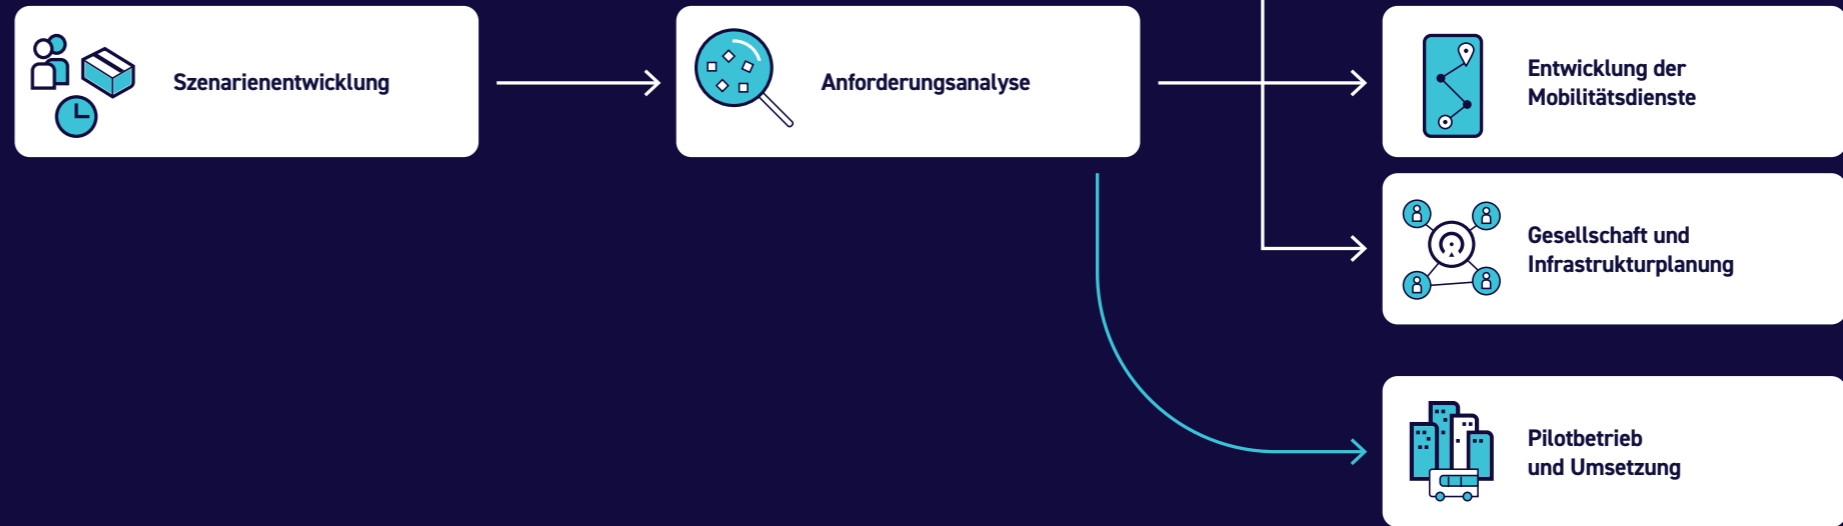 Szenarienentwicklung
Anforderungsanalyse
Entwicklung der
Mobilitätsdienste
Gesellschaft und
Infrastrukturplanung
Pilotbetrieb
und Umsetzung